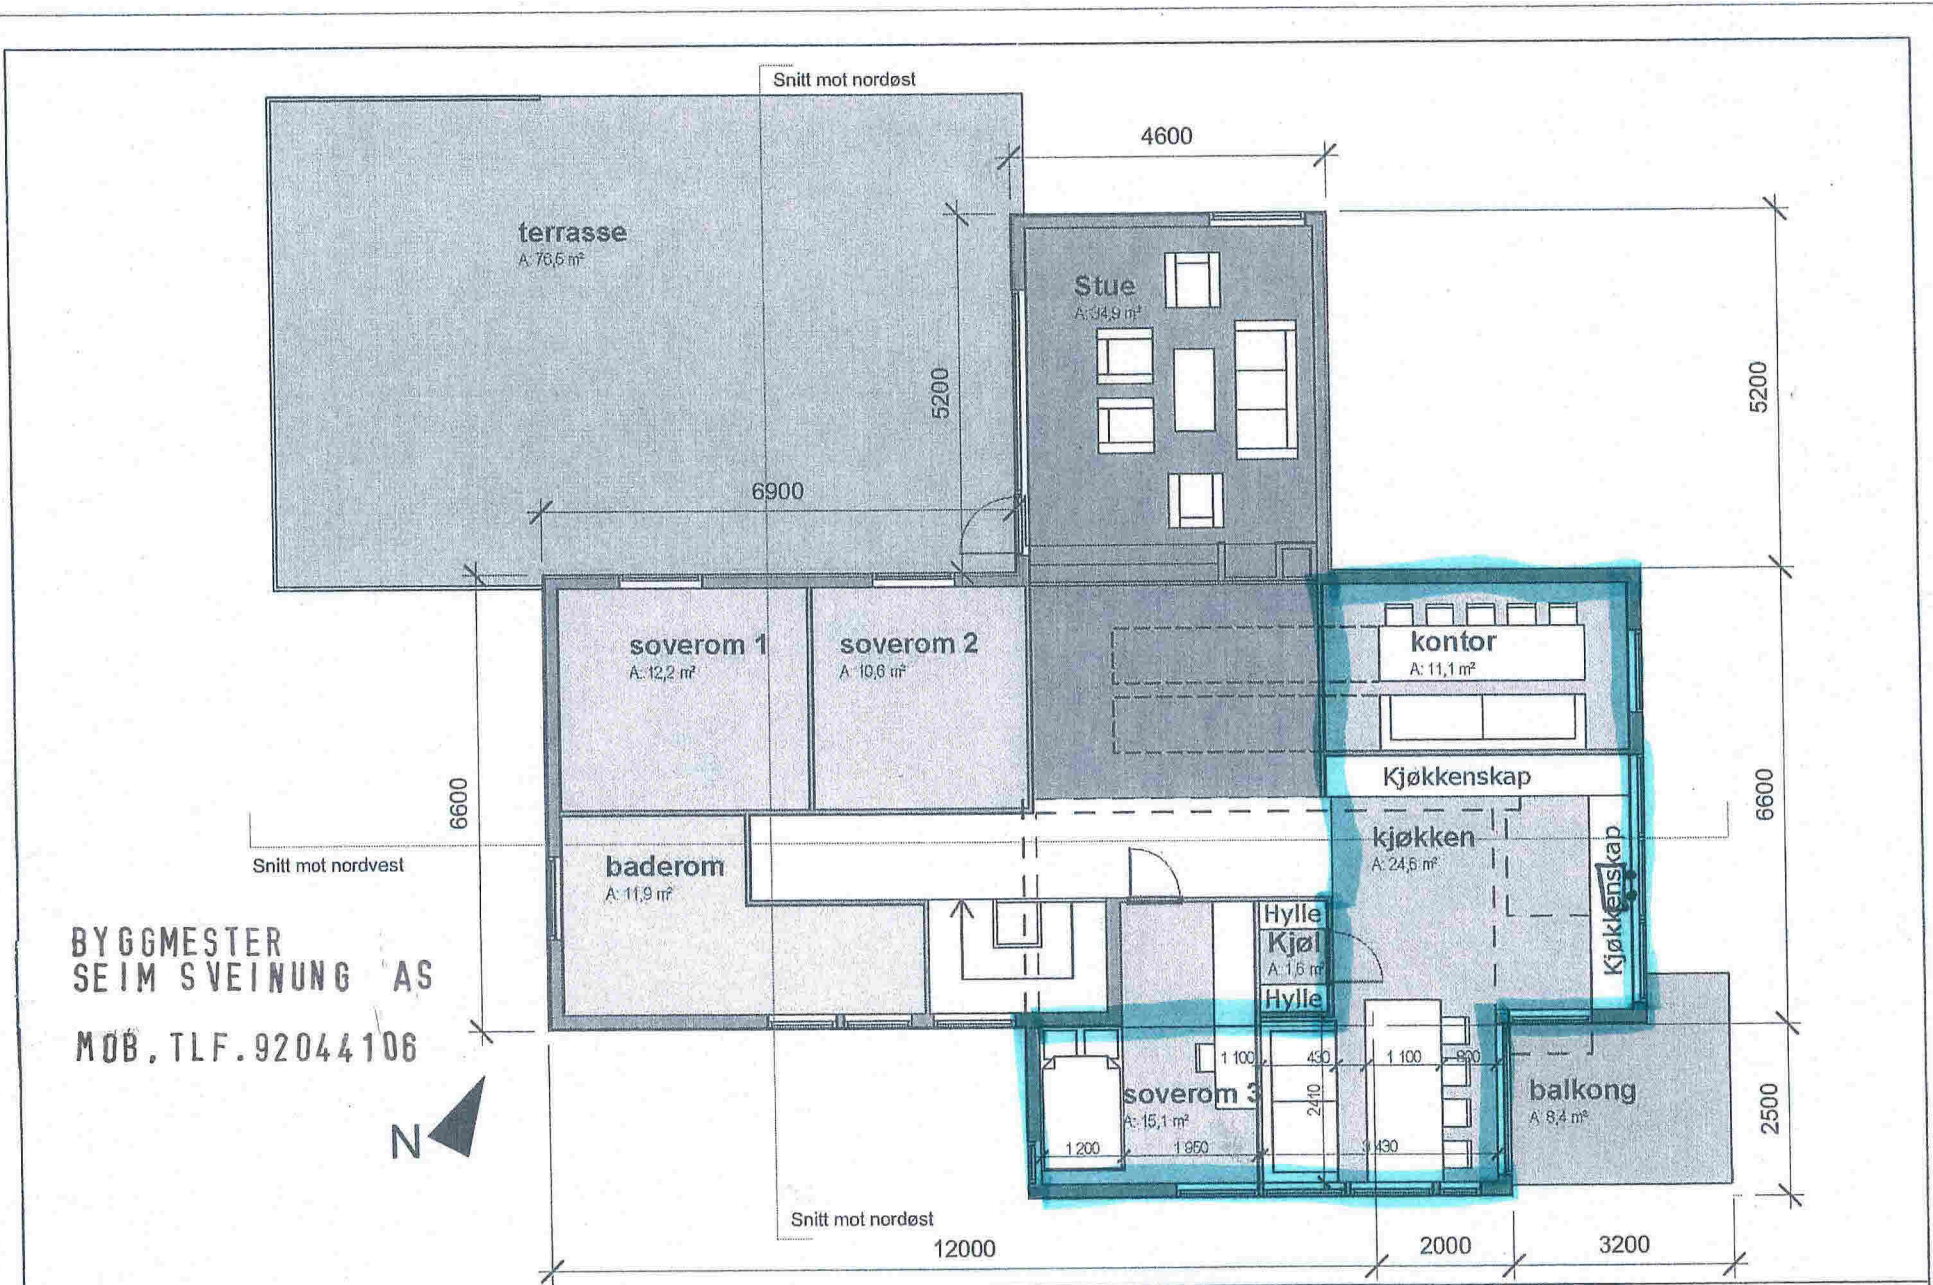 Snitt mot nordøst
4600
terrasse
A: 76,5 m²
Stue
A: 34,9 m²
5200
5200
6900
soverom 1
A: 12,2 m²
soverom 2
A: 10,6 m²
kontor
A: 11,1 m²
Kjøkkenskap
6600
6600
kjøkken
A: 24,6 m²
Kjøkkenskap
Snitt mot nordvest
baderom
A: 11,9 m²
Hylle
Kjøl
A: 1,6 m
Hylle
BYGGMESTER
SEIM SVEINUNG AS
MOB. TLF. 92044106
N
1 100
430
1 100
800
2410
soverom 3
A: 15,1 m²
balkong
A: 8,4 m²
2500
1 200
1 950
3 430
Snitt mot nordøst
12000
2000
3200